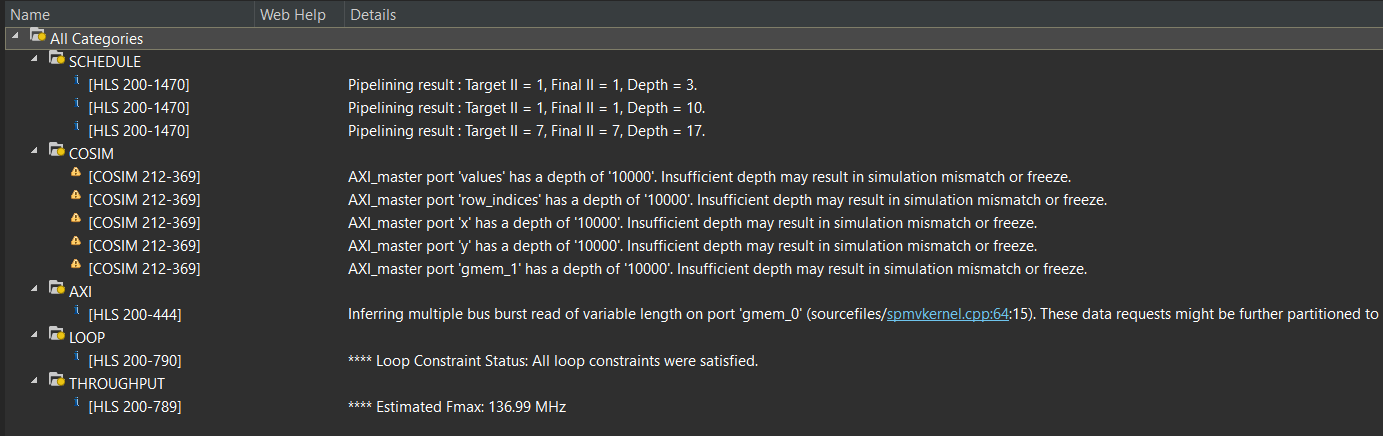 Name Web Help Details
All Categories
SCHEDULE
[HLS 200-1470] Pipelining result : Target II = 1, Final II = 1, Depth = 3.
[HLS 200-1470] Pipelining result : Target II = 1, Final II = 1, Depth = 10.
[HLS 200-1470] Pipelining result : Target II = 7, Final II = 7, Depth = 17.
COSIM
[COSIM 212-369] AXI_master port 'values' has a depth of '10000'. Insufficient depth may result in simulation mismatch or freeze.
[COSIM 212-369] AXI_master port 'row_indices' has a depth of '10000'. Insufficient depth may result in simulation mismatch or freeze.
[COSIM 212-369] AXI_master port 'x' has a depth of '10000'. Insufficient depth may result in simulation mismatch or freeze.
[COSIM 212-369] AXI_master port 'y' has a depth of '10000'. Insufficient depth may result in simulation mismatch or freeze.
[COSIM 212-369] AXI_master port 'gmem_1' has a depth of '10000'. Insufficient depth may result in simulation mismatch or freeze.
AXI
[HLS 200-444] Inferring multiple bus burst read of variable length on port 'gmem_0' (sourcefiles/spmvkernel.cpp:64:15). These data requests might be further partitioned to
LOOP
[HLS 200-790] **** Loop Constraint Status: All loop constraints were satisfied.
THROUGHPUT
[HLS 200-789] **** Estimated Fmax: 136.99 MHz